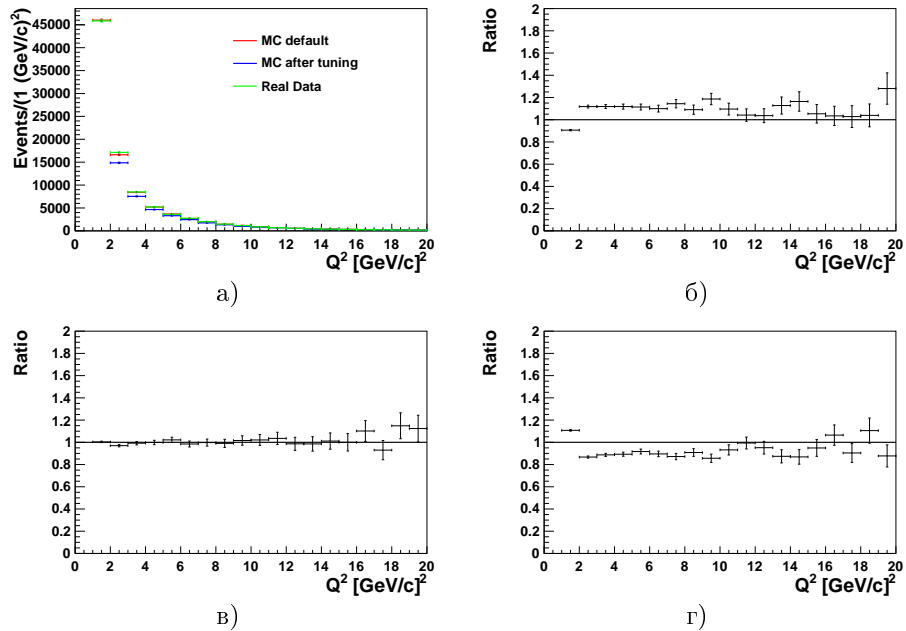 Events/(1 (GeV/c)²)
45000
40000
35000
30000
25000
20000
15000
10000
5000
0
MC default
MC after tuning
Real Data
0 2 4 6 8 10 12 14 16 18 20
Q² [GeV/c]²
а)
Ratio
2
1.8
1.6
1.4
1.2
1
0.8
0.6
0.4
0.2
0
0 2 4 6 8 10 12 14 16 18 20
Q² [GeV/c]²
б)
Ratio
2
1.8
1.6
1.4
1.2
1
0.8
0.6
0.4
0.2
0
0 2 4 6 8 10 12 14 16 18 20
Q² [GeV/c]²
в)
Ratio
2
1.8
1.6
1.4
1.2
1
0.8
0.6
0.4
0.2
0
0 2 4 6 8 10 12 14 16 18 20
Q² [GeV/c]²
г)